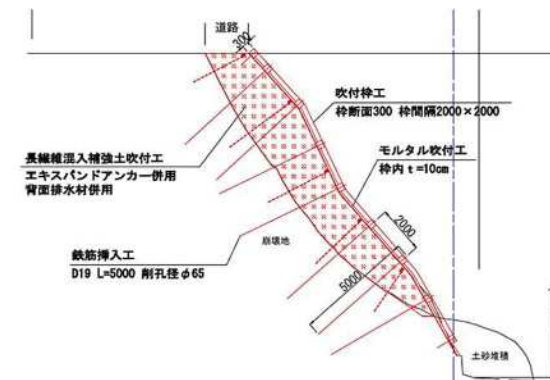 道路
300
吹付枠工
枠断面300 枠間隔2000×2000
モルタル吹付工
枠内 t=10cm
長繊維混入補強土吹付工
エキスパンドアンカー併用
背面排水材併用
2000
崩壊地
鉄筋挿入工
D19 L=5000 削孔径φ65
5000
土砂堆積